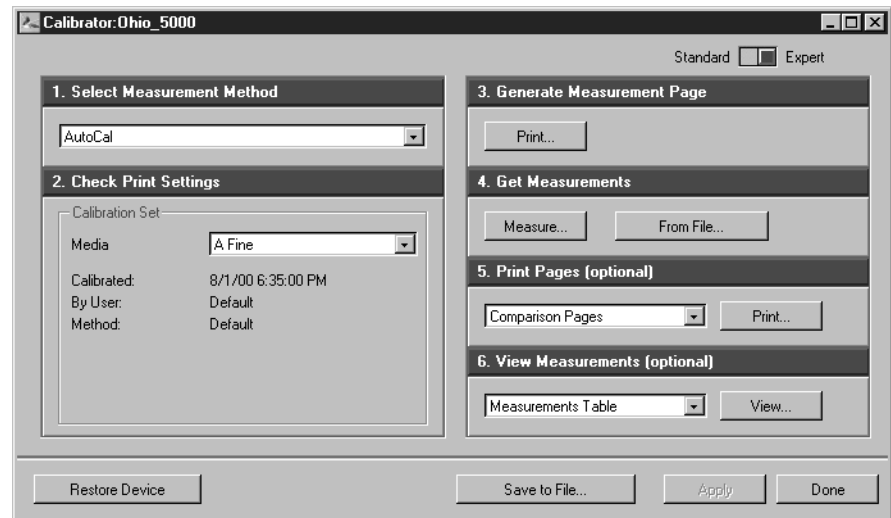 Calibrator:Ohio_5000
Standard Expert
1. Select Measurement Method
AutoCal
2. Check Print Settings
Calibration Set
Media A Fine
Calibrated: 8/1/00 6:35:00 PM
By User: Default
Method: Default
3. Generate Measurement Page
Print...
4. Get Measurements
Measure... From File...
5. Print Pages (optional)
Comparison Pages Print...
6. View Measurements (optional)
Measurements Table View...
Restore Device Save to File... Apply Done